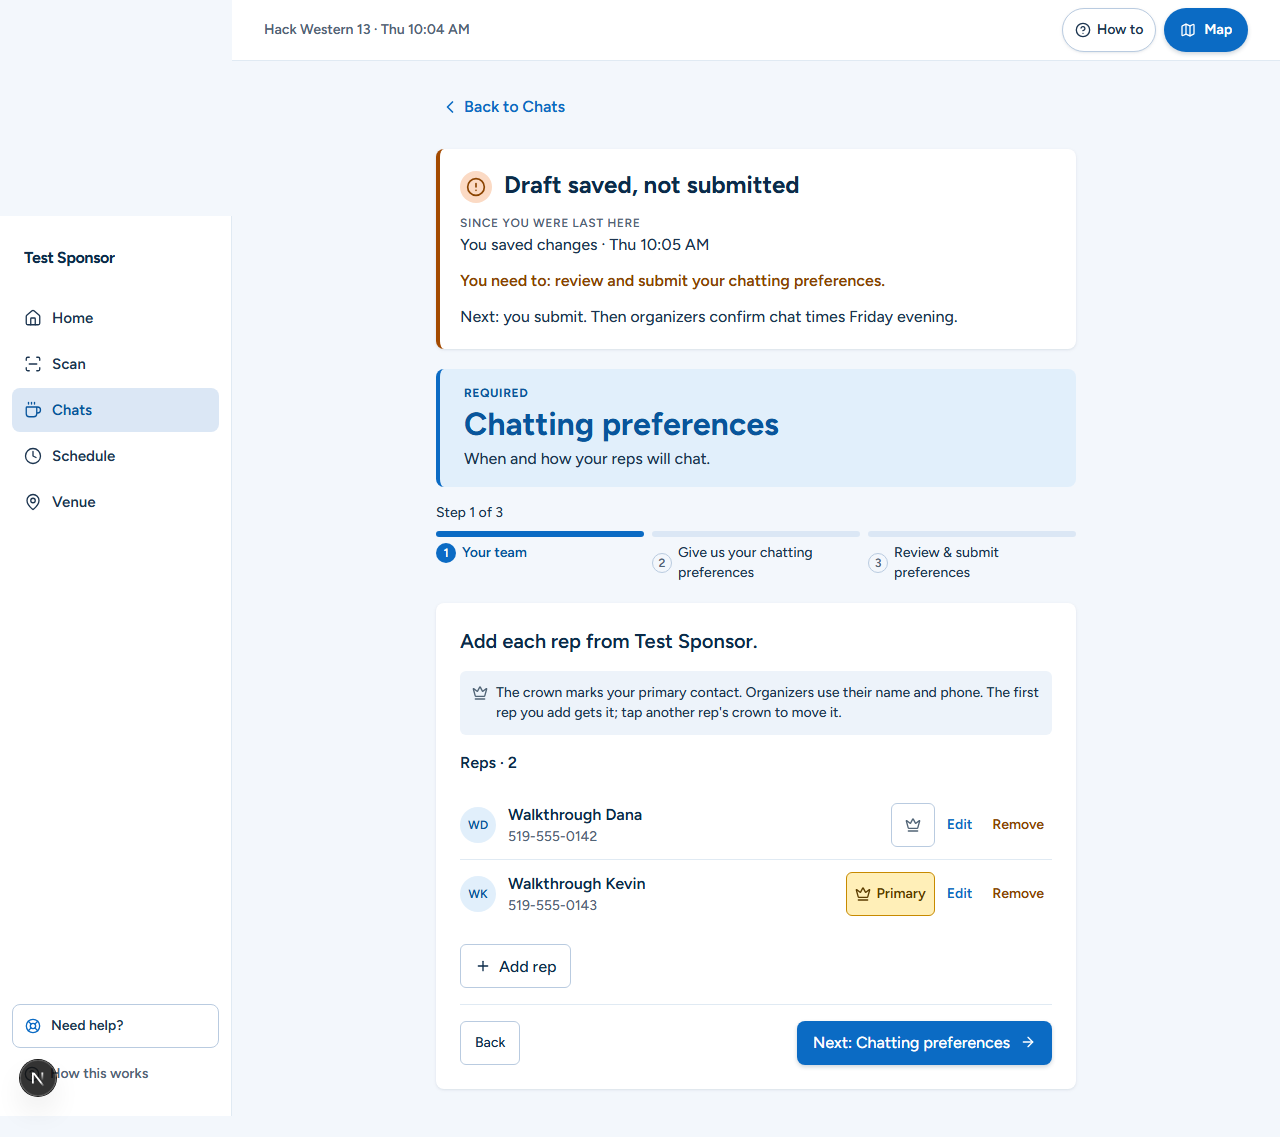 Hack Western 13 · Thu 10:04 AM
How to
Map
Back to Chats
Draft saved, not submitted
SINCE YOU WERE LAST HERE
You saved changes · Thu 10:05 AM
You need to: review and submit your chatting preferences.
Next: you submit. Then organizers confirm chat times Friday evening.
Test Sponsor
Home
Scan
Chats
Schedule
Venue
Need help?
How this works
N
REQUIRED
Chatting preferences
When and how your reps will chat.
Step 1 of 3
1 Your team
2 Give us your chatting
preferences
3 Review & submit
preferences
Add each rep from Test Sponsor.
The crown marks your primary contact. Organizers use their name and phone. The first
rep you add gets it; tap another rep's crown to move it.
Reps · 2
WD
Walkthrough Dana
519-555-0142
Edit
Remove
WK
Walkthrough Kevin
519-555-0143
Primary
Edit
Remove
Add rep
Back
Next: Chatting preferences